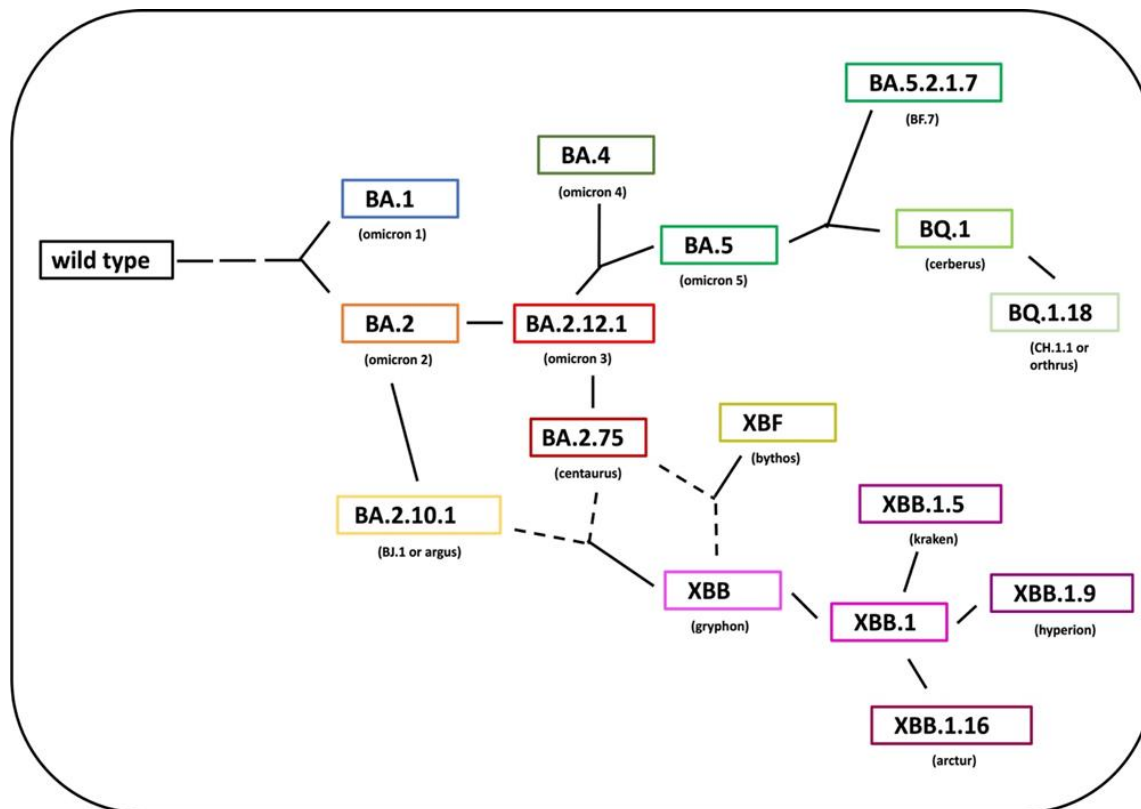 BA.5.2.1.7
(BF.7)
BA.4
(omicron 4)
BA.1
(omicron 1)
wild type
BA.5
(omicron 5)
BQ.1
(cerberus)
BA.2
(omicron 2)
BA.2.12.1
(omicron 3)
BQ.1.18
(CH.1.1 or
orthrus)
BA.2.75
(centaurus)
XBF
(bythos)
BA.2.10.1
(BJ.1 or argus)
XBB.1.5
(kraken)
XBB
(gryphon)
XBB.1
XBB.1.9
(hyperion)
XBB.1.16
(arctur)